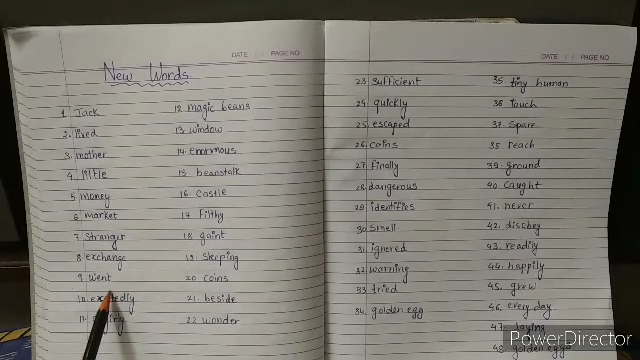 DATE PAGE NO
New Words
1 Jack
2. lived
3. mother
4 little
5 money
6 market
7 Stranger
8 exchange
9. went
10. excitedly
12 magic beans
13 window
14. enormous
15 beanstalk
16 castle
17 filthy
18 gaint
19. sleeping
20 coins
21. beside
22 wonder
DATE PAGE NO
23 sufficient
24. quickly
25 escaped
26 coins
27 finally
28 dangerous
29 identifies
30 smell
31. ignered
32 warning
33 tried
34. golden egg
35 tiny human
36 Touch
37. Spare
38 reach
39. ground
40 caught
41. never
42. disobey
43. readily
44. happily
45. grew
46. every day
47. laying
48 golden eggs
PowerDirector